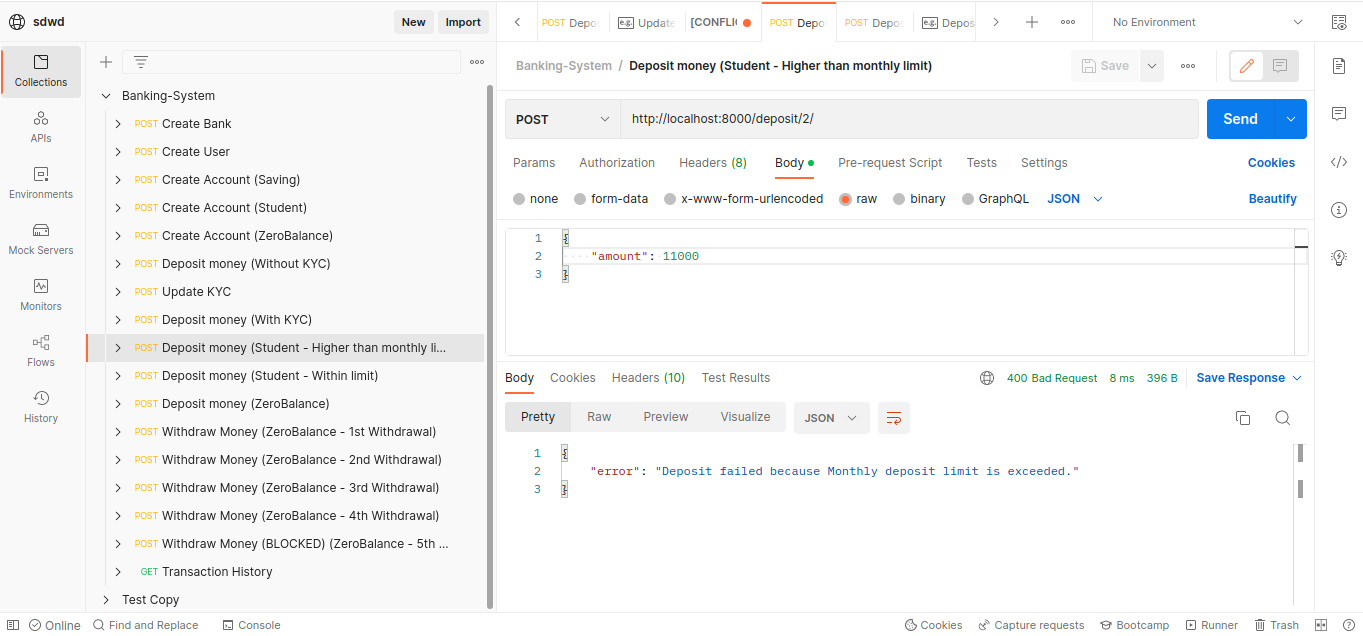 sdwd
New
Import
POST Depo
e.g. Update
[CONFLI
POST Depo
POST Depo
e.g. Depos
No Environment
Collections
APIs
Environments
Mock Servers
Monitors
Flows
History
Banking-System
POST Create Bank
POST Create User
POST Create Account (Saving)
POST Create Account (Student)
POST Create Account (ZeroBalance)
POST Deposit money (Without KYC)
POST Update KYC
POST Deposit money (With KYC)
POST Deposit money (Student - Higher than monthly li...
POST Deposit money (Student - Within limit)
POST Deposit money (ZeroBalance)
POST Withdraw Money (ZeroBalance - 1st Withdrawal)
POST Withdraw Money (ZeroBalance - 2nd Withdrawal)
POST Withdraw Money (ZeroBalance - 3rd Withdrawal)
POST Withdraw Money (ZeroBalance - 4th Withdrawal)
POST Withdraw Money (BLOCKED) (ZeroBalance - 5th ...
GET Transaction History
Test Copy
Banking-System / Deposit money (Student - Higher than monthly limit)
Save
POST
http://localhost:8000/deposit/2/
Send
Params
Authorization
Headers (8)
Body
Pre-request Script
Tests
Settings
Cookies
none
form-data
x-www-form-urlencoded
raw
binary
GraphQL
JSON
Beautify
1 {
2 "amount": 11000
3 }
Body
Cookies
Headers (10)
Test Results
400 Bad Request
8 ms
396 B
Save Response
Pretty
Raw
Preview
Visualize
JSON
1 {
2 "error": "Deposit failed because Monthly deposit limit is exceeded."
3 }
Online
Find and Replace
Console
Cookies
Capture requests
Bootcamp
Runner
Trash